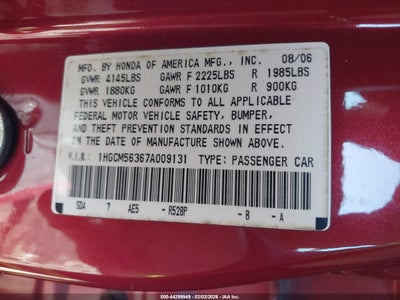 MFD. BY HONDA OF AMERICA MFG., INC. 08/06
GVWR 4145LBS GAWR F 2225LBS R 1985LBS
GVWR 1880KG GAWR F 1010KG R 900KG
THIS VEHICLE CONFORMS TO ALL APPLICABLE
FEDERAL MOTOR VEHICLE SAFETY, BUMPER,
AND THEFT PREVENTION STANDARDS IN EFFECT
ON THE DATE OF MANUFACTURE SHOWN ABOVE.
V.I.N.: 1HGCM56367A009131 TYPE: PASSENGER CAR
SDA 7 AE5 - R528P - B - A
© 000-44299949 - 02/02/2026 - IAA Inc.